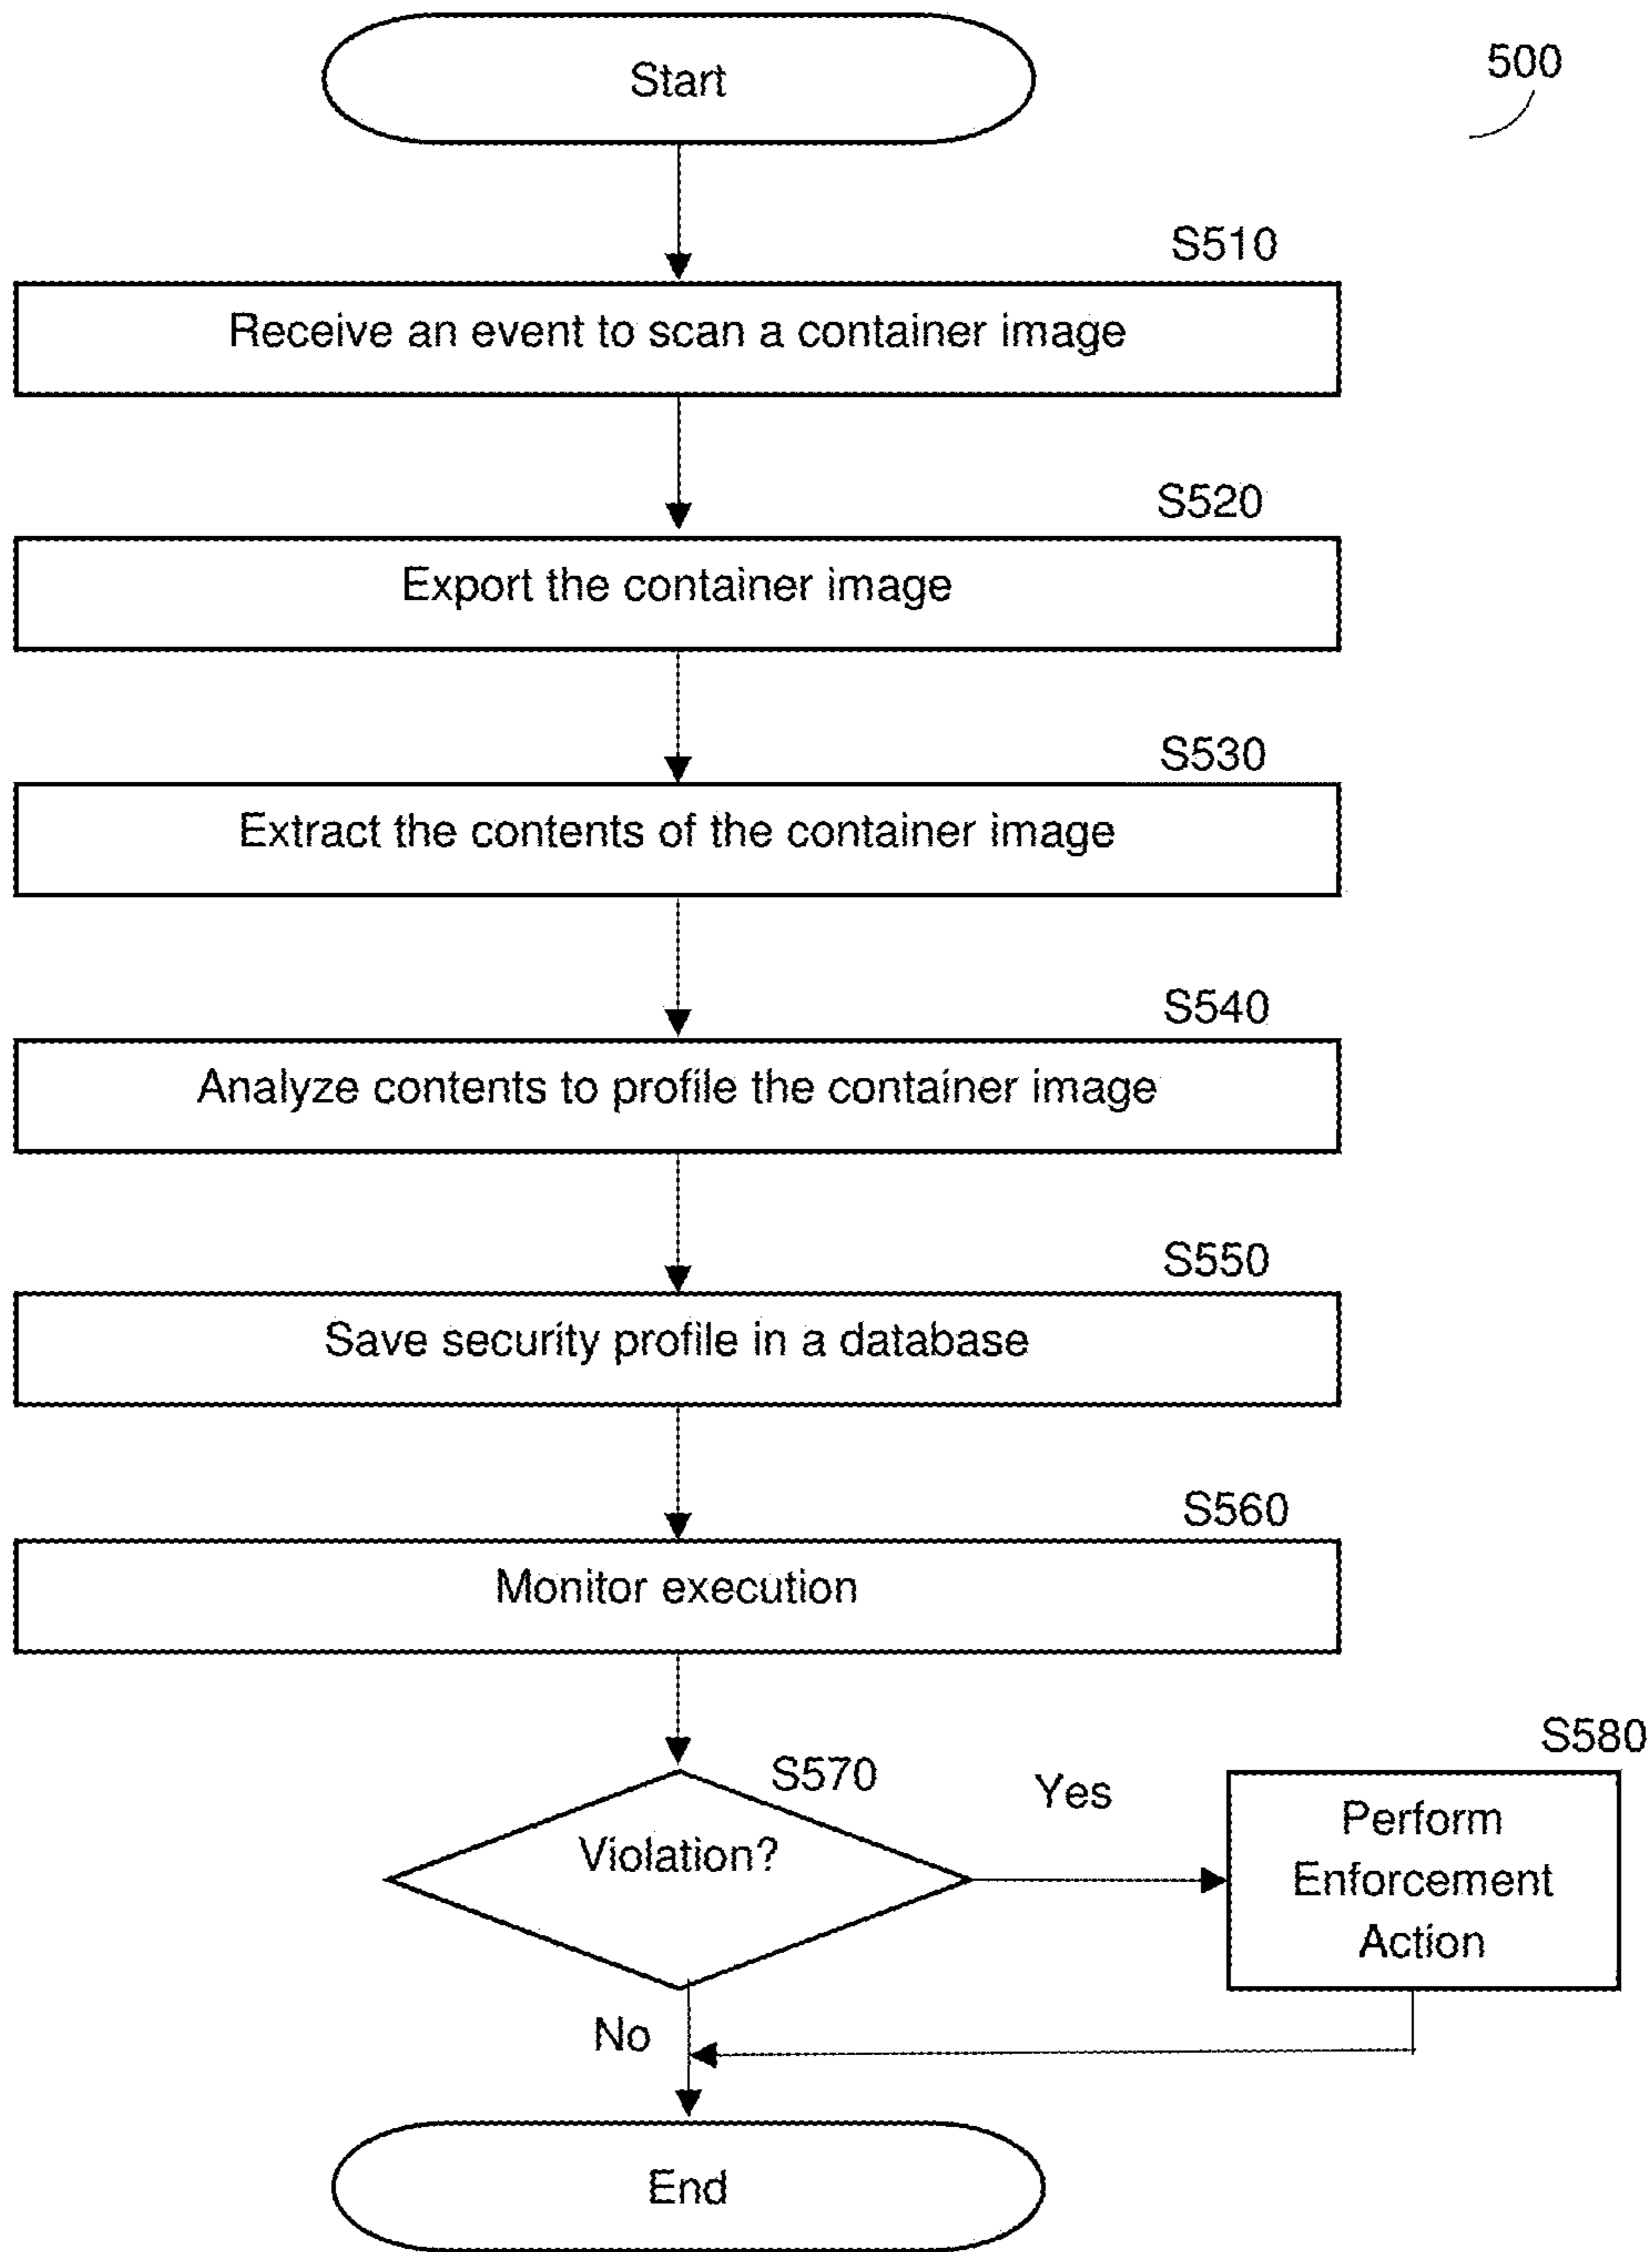 Start
500
S510
Receive an event to scan a container image
S520
Export the container image
S530
Extract the contents of the container image
S540
Analyze contents to profile the container image
S550
Save security profile in a database
S560
Monitor execution
S570
Violation?
Yes
S580
Perform
Enforcement
Action
No
End